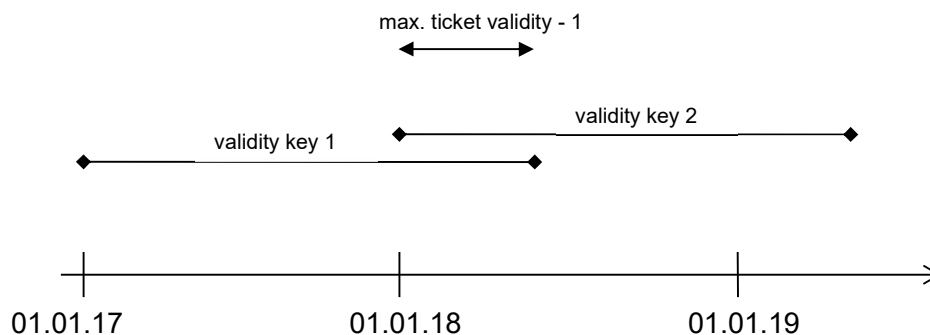 max. ticket validity - 1
validity key 2
validity key 1
01.01.17
01.01.18
01.01.19